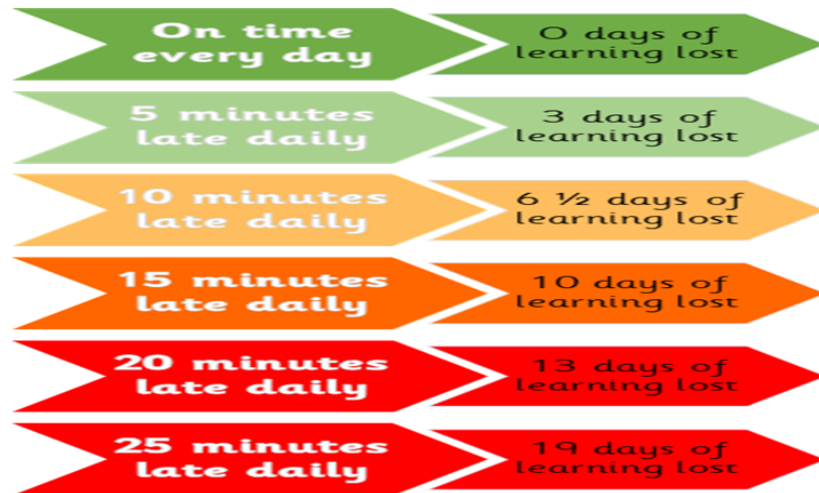 On time
every day
0 days of
learning lost
5 minutes
late daily
3 days of
learning lost
10 minutes
late daily
6 ½ days of
learning lost
15 minutes
late daily
10 days of
learning lost
20 minutes
late daily
13 days of
learning lost
25 minutes
late daily
19 days of
learning lost